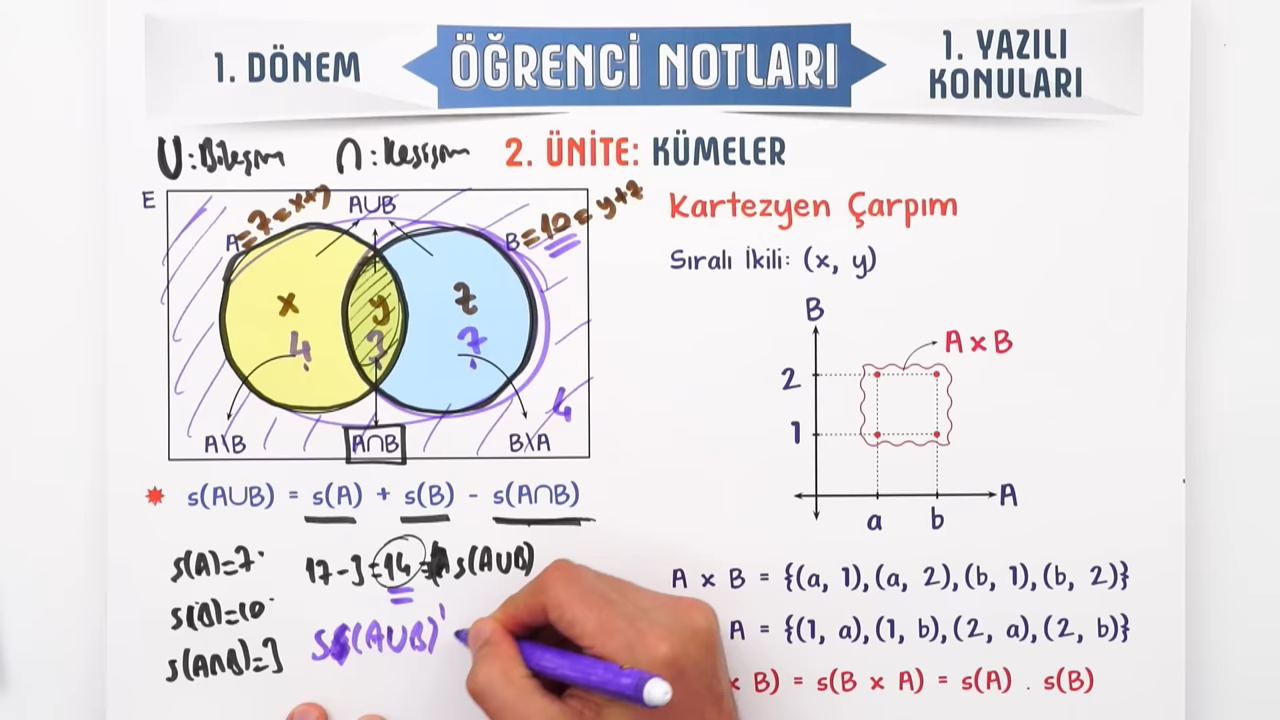 1. DÖNEM
ÖĞRENCİ NOTLARI
1. YAZILI
KONULARI
U: Bileşim
∩: Kesişim
2. ÜNİTE: KÜMELER
E
A = 7 = x+y
A∪B
B = 10 = y+z
x
y
z
4
3
7
4
A\B
A∩B
B\A
s(A∪B) = s(A) + s(B) - s(A∩B)
s(A)=7
s(B)=10
s(A∩B)=3
17-3=14= s(A∪B)
s(A∪B)'
Kartezyen Çarpım
Sıralı İkili: (x, y)
B
A x B
2
1
A
a
b
A x B = {(a, 1),(a, 2),(b, 1),(b, 2)}
A = {(1, a),(1, b),(2, a),(2, b)}
x B) = s(B x A) = s(A) . s(B)